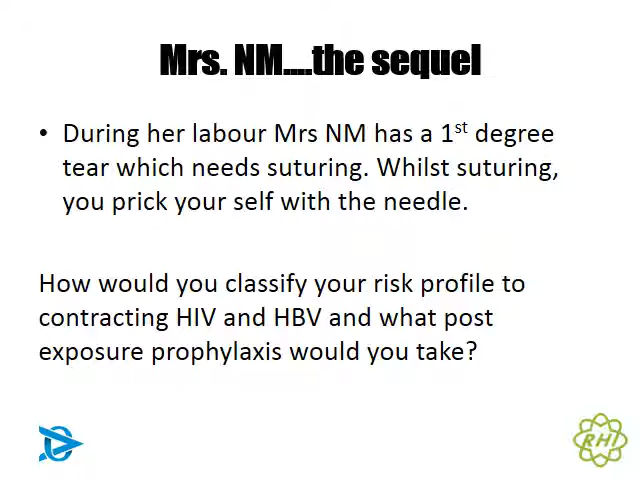 Mrs. NM....the sequel
• During her labour Mrs NM has a 1st degree
tear which needs suturing. Whilst suturing,
you prick your self with the needle.
How would you classify your risk profile to
contracting HIV and HBV and what post
exposure prophylaxis would you take?
RHI